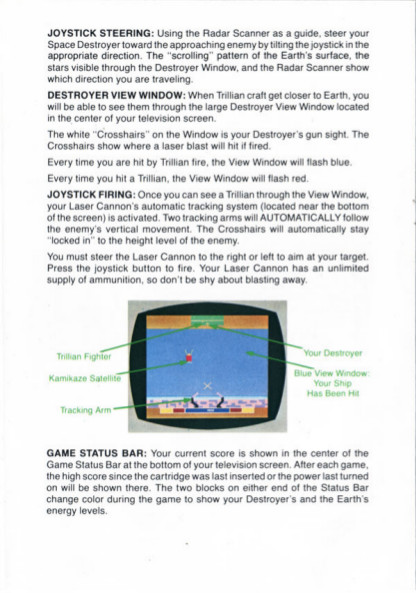 JOYSTICK STEERING: Using the Radar Scanner as a guide, steer your
Space Destroyer toward the approaching enemy by tilting the joystick in the
appropriate direction. The "scrolling" pattern of the Earth's surface, the
stars visible through the Destroyer Window, and the Radar Scanner show
which direction you are traveling.
DESTROYER VIEW WINDOW: When Trillian craft get closer to Earth, you
will be able to see them through the large Destroyer View Window located
in the center of your television screen.
The white "Crosshairs" on the Window is your Destroyer's gun sight. The
Crosshairs show where a laser blast will hit if fired.
Every time you are hit by Trillian fire, the View Window will flash blue.
Every time you hit a Trillian, the View Window will flash red.
JOYSTICK FIRING: Once you can see a Trillian through the View Window,
your Laser Cannon's automatic tracking system (located near the bottom
of the screen) is activated. Two tracking arms will AUTOMATICALLY follow
the enemy's vertical movement. The Crosshairs will automatically stay
"locked in" to the height level of the enemy.
You must steer the Laser Cannon to the right or left to aim at your target.
Press the joystick button to fire. Your Laser Cannon has an unlimited
supply of ammunition, so don't be shy about blasting away.
Trillian Fighter
Kamikaze Satellite
Tracking Arm
Your Destroyer
Blue View Window:
Your Ship
Has Been Hit
GAME STATUS BAR: Your current score is shown in the center of the
Game Status Bar at the bottom of your television screen. After each game,
the high score since the cartridge was last inserted or the power last turned
on will be shown there. The two blocks on either end of the Status Bar
change color during the game to show your Destroyer's and the Earth's
energy levels.